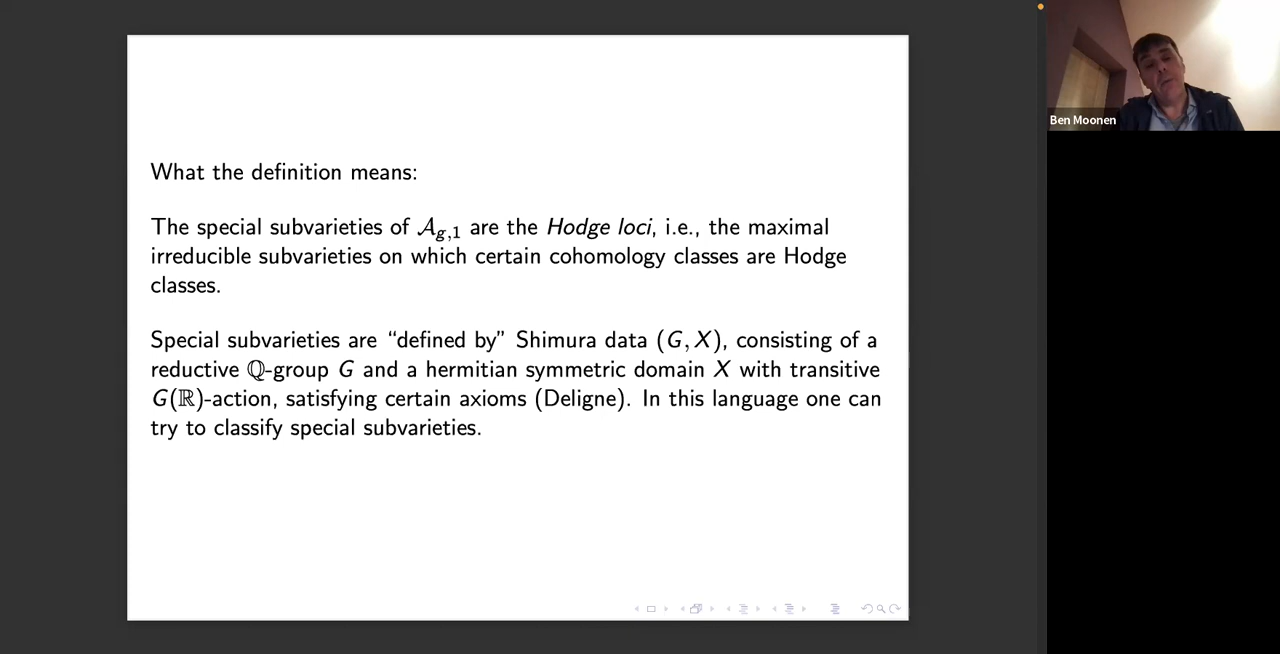 What the definition means:
The special subvarieties of 𝒜g,1 are the Hodge loci, i.e., the maximal
irreducible subvarieties on which certain cohomology classes are Hodge
classes.
Special subvarieties are “defined by” Shimura data (G, X), consisting of a
reductive ℚ-group G and a hermitian symmetric domain X with transitive
G(ℝ)-action, satisfying certain axioms (Deligne). In this language one can
try to classify special subvarieties.
Ben Moonen